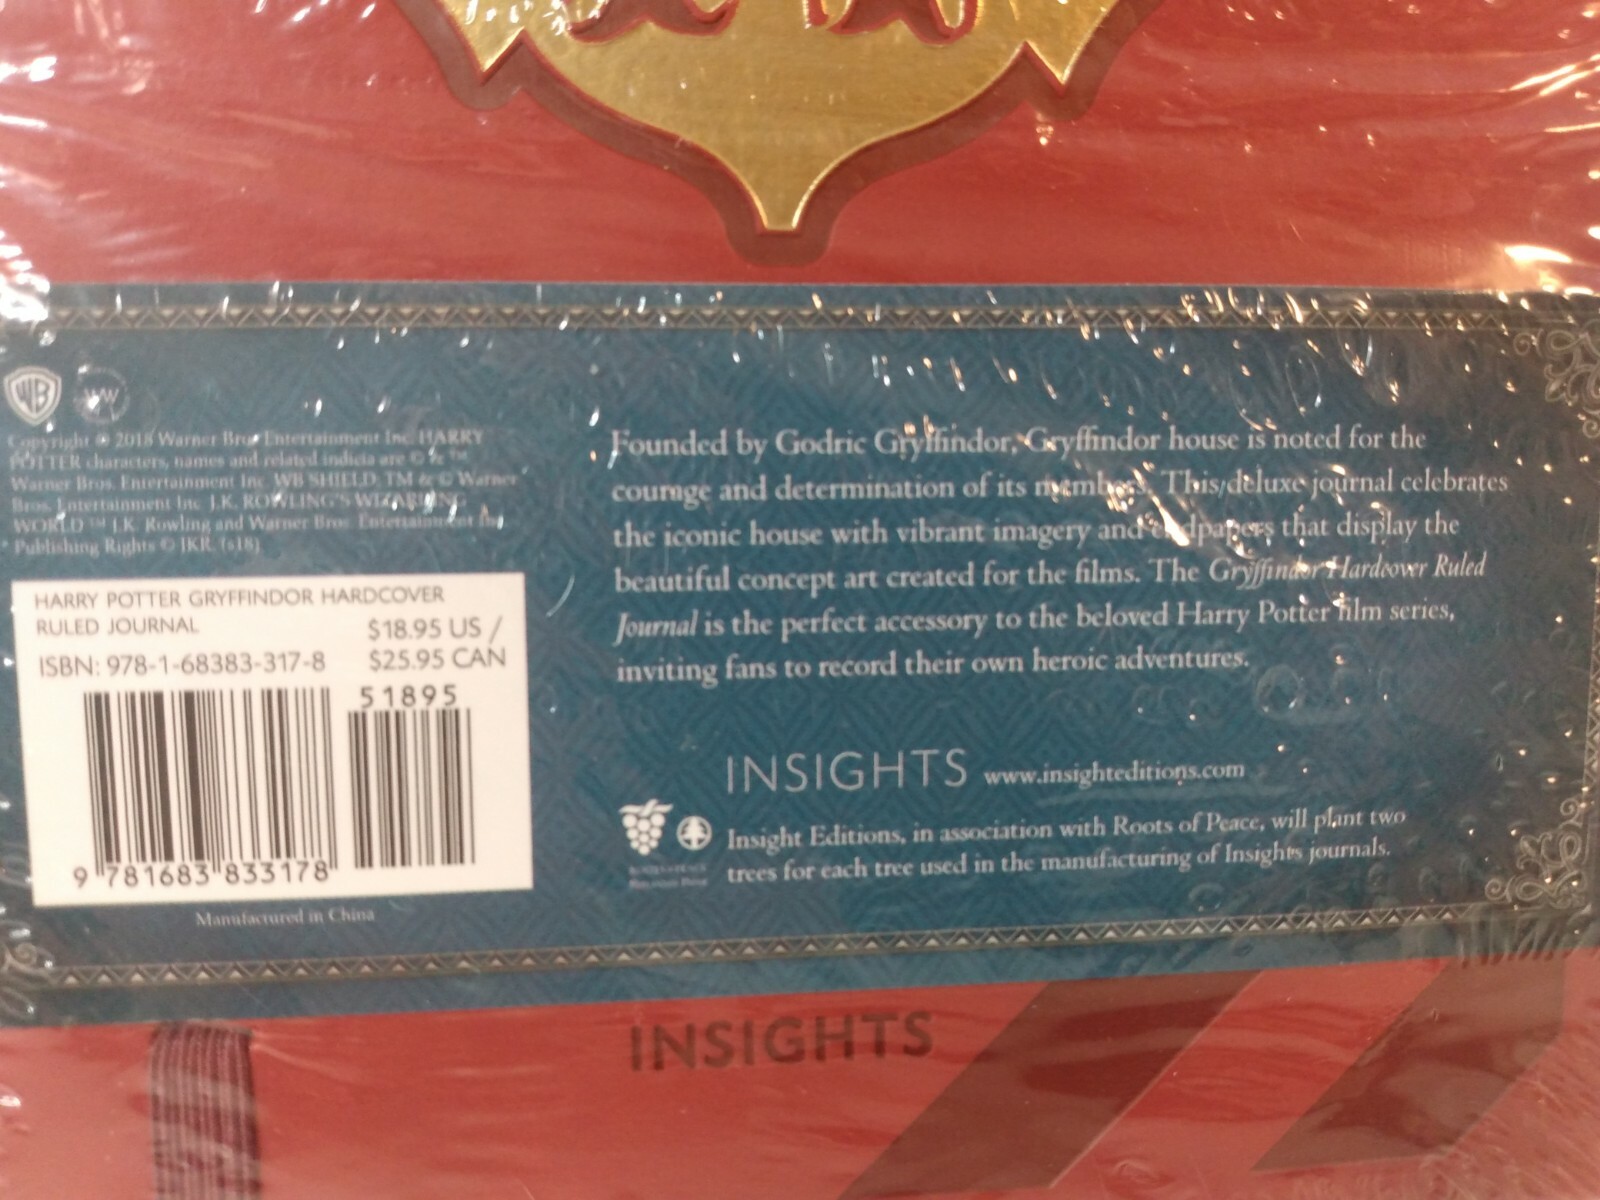 WB
WW
Copyright © 2018 Warner Bros. Entertainment Inc. HARRY
POTTER characters, names and related indicia are © & ™
Warner Bros. Entertainment Inc. WB SHIELD: TM & © Warner
Bros. Entertainment Inc. J.K. ROWLING'S WIZARDING
WORLD ™ J.K. Rowling and Warner Bros. Entertainment Inc.
Publishing Rights © JKR. (s18)
HARRY POTTER GRYFFINDOR HARDCOVER
RULED JOURNAL
$18.95 US /
ISBN: 978-1-68383-317-8 $25.95 CAN
51895
9 781683 833178
Manufactured in China
Founded by Godric Gryffindor, Gryffindor house is noted for the
courage and determination of its members. This deluxe journal celebrates
the iconic house with vibrant imagery and endpapers that display the
beautiful concept art created for the films. The Gryffindor Hardcover Ruled
Journal is the perfect accessory to the beloved Harry Potter film series,
inviting fans to record their own heroic adventures.
INSIGHTS www.insighteditions.com
Insight Editions, in association with Roots of Peace, will plant two
trees for each tree used in the manufacturing of Insights journals.
INSIGHTS